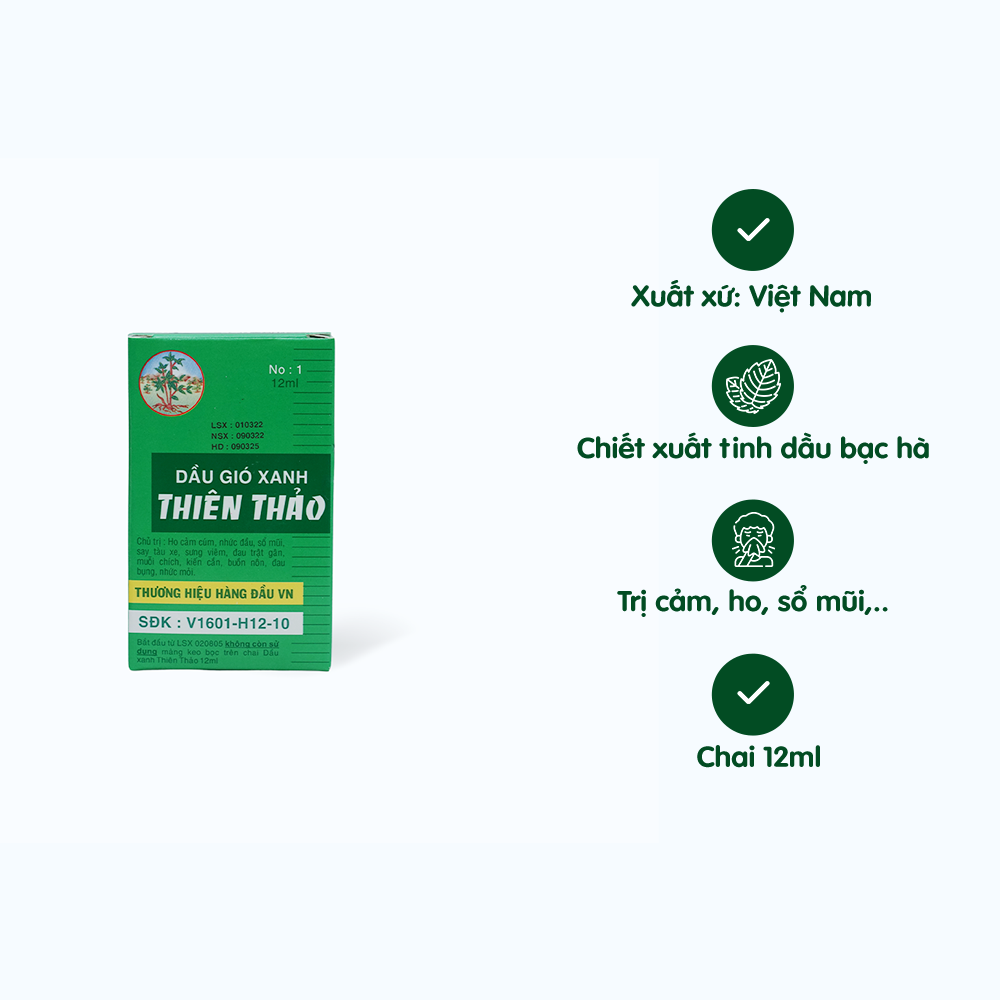 No : 1
12ml
LSX : 010322
NSX : 090322
HD : 090325
DẦU GIÓ XANH
THIÊN THẢO
Chủ trị : Ho cảm cúm, nhức đầu, sổ mũi,
say tàu xe, sưng viêm, đau trật gân,
muỗi chích, kiến cắn, buồn nôn, đau
bụng, nhức mỏi.
THƯƠNG HIỆU HÀNG ĐẦU VN
SĐK : V1601-H12-10
Bắt đầu từ LSX 020605 không còn sử
dụng màng keo bọc trên chai Dầu
xanh Thiên Thảo 12ml
Xuất xứ: Việt Nam
Chiết xuất tinh dầu bạc hà
Trị cảm, ho, sổ mũi,..
Chai 12ml